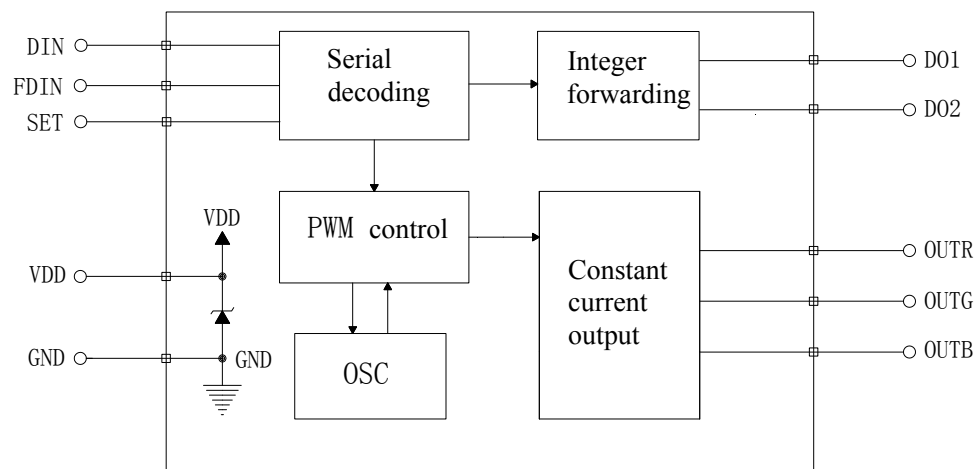 DIN
FDIN
SET
Serial
decoding
Integer
forwarding
DO1
DO2
VDD
PWM control
VDD
GND
GND
OSC
Constant
current
output
OUTR
OUTG
OUTB